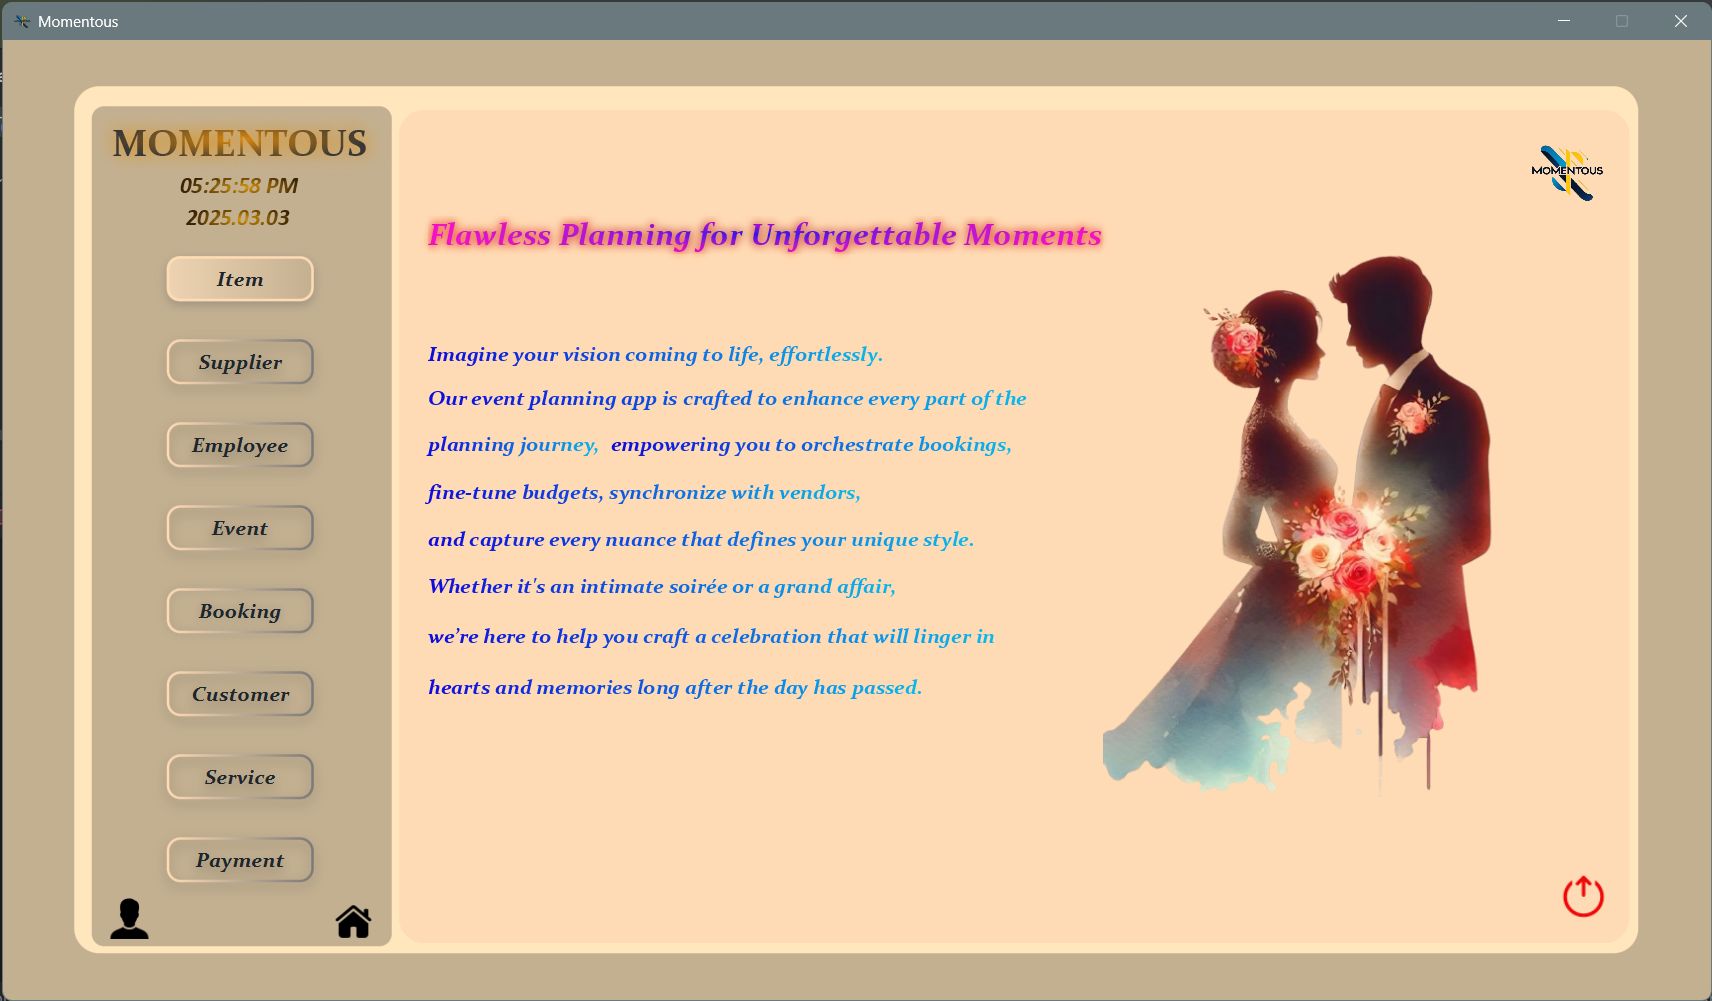 Momentous
MOMENTOUS
05:25:58 PM
2025.03.03
Item
Supplier
Employee
Event
Booking
Customer
Service
Payment
MOMENTOUS
Flawless Planning for Unforgettable Moments
Imagine your vision coming to life, effortlessly.
Our event planning app is crafted to enhance every part of the
planning journey, empowering you to orchestrate bookings,
fine-tune budgets, synchronize with vendors,
and capture every nuance that defines your unique style.
Whether it's an intimate soirée or a grand affair,
we’re here to help you craft a celebration that will linger in
hearts and memories long after the day has passed.